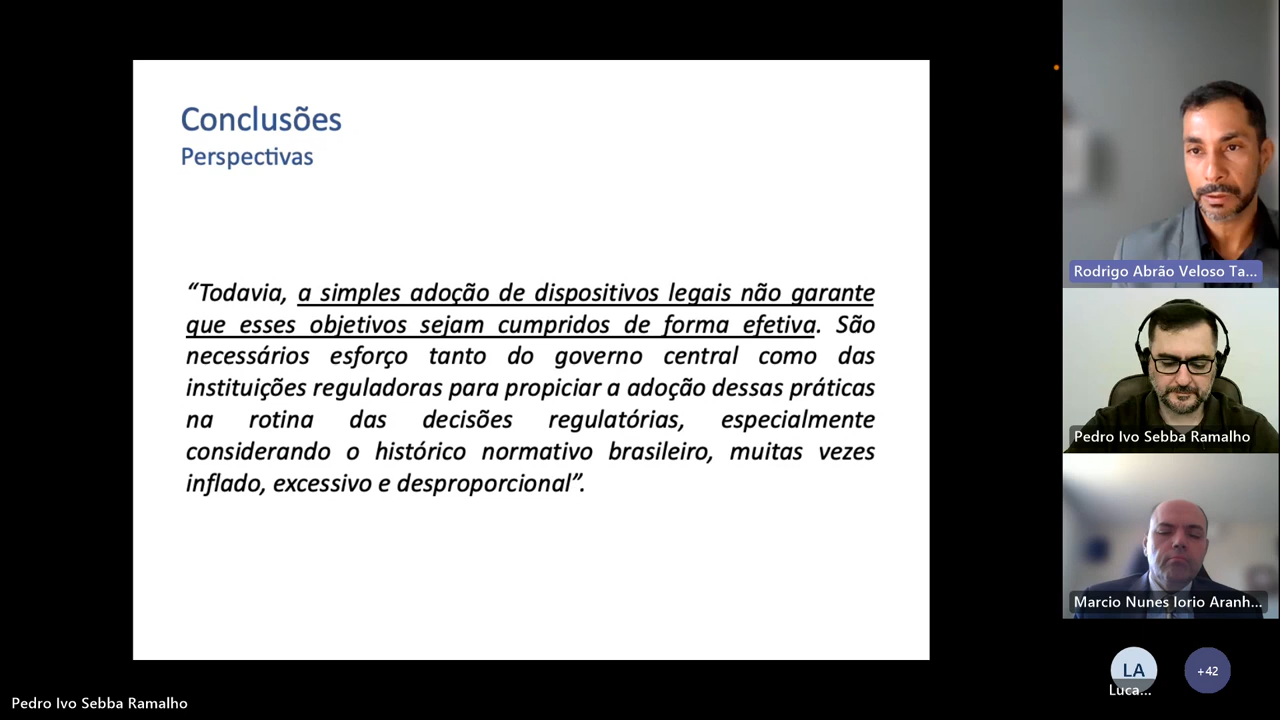 Conclusões
Perspectivas
“Todavia, a simples adoção de dispositivos legais não garante
que esses objetivos sejam cumpridos de forma efetiva. São
necessários esforço tanto do governo central como das
instituições reguladoras para propiciar a adoção dessas práticas
na rotina das decisões regulatórias, especialmente
considerando o histórico normativo brasileiro, muitas vezes
inflado, excessivo e desproporcional”.
Rodrigo Abrão Veloso Ta...
Pedro Ivo Sebba Ramalho
Marcio Nunes Iorio Aranh...
LA
+42
Luca...
Pedro Ivo Sebba Ramalho